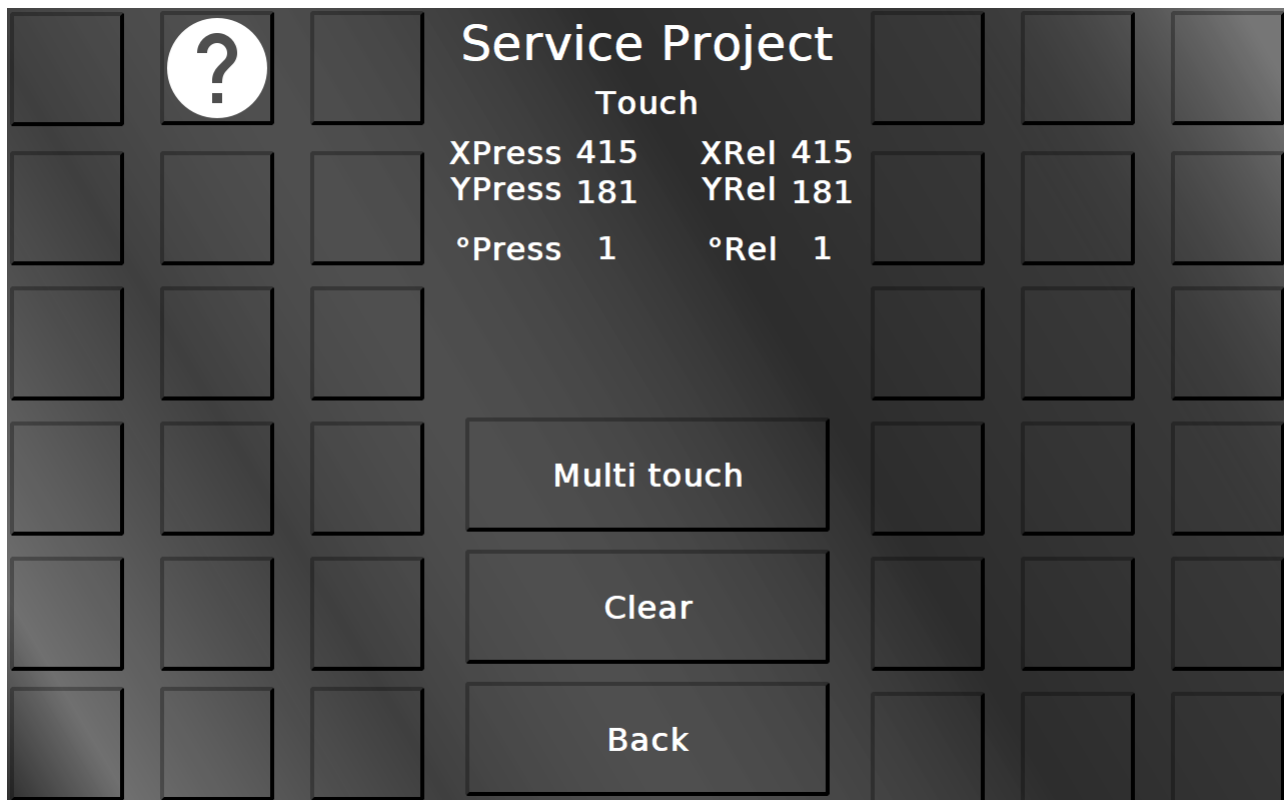 ?
Service Project
Touch
XPress 415 XRel 415
YPress 181 YRel 181
°Press 1 °Rel 1
Multi touch
Clear
Back